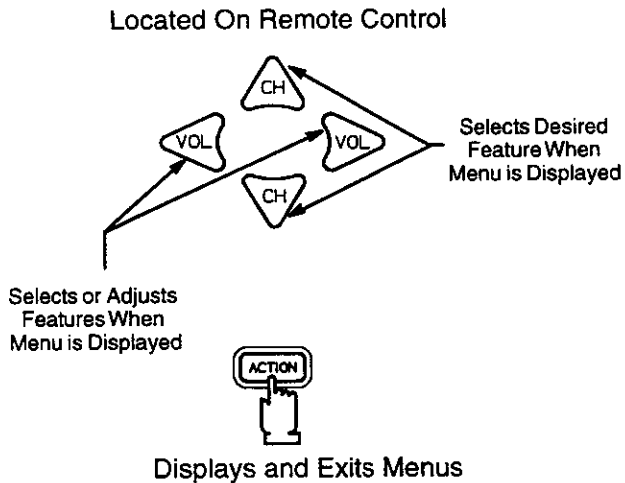 Located On Remote Control
CH
VOL
VOL
CH
Selects Desired
Feature When
Menu is Displayed
Selects or Adjusts
Features When
Menu is Displayed
ACTION
Displays and Exits Menus